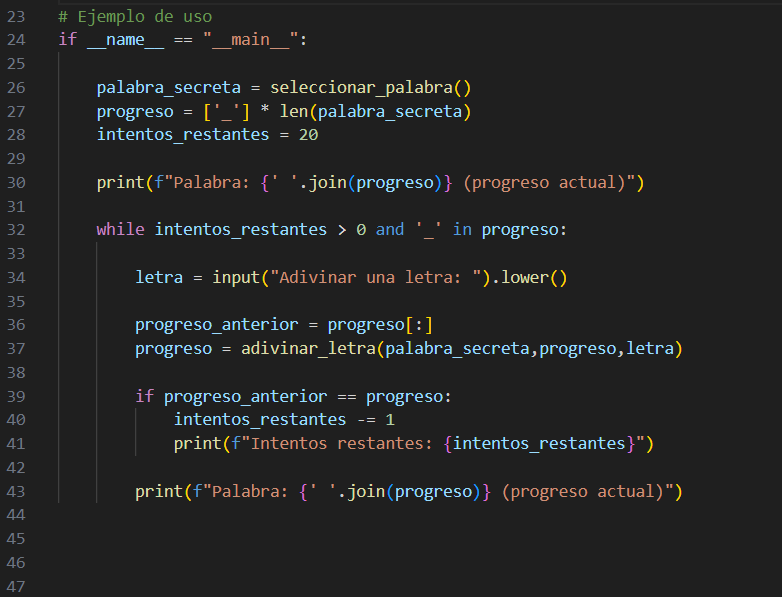 23 # Ejemplo de uso
24 if __name__ == "__main__":
25
26     palabra_secreta = seleccionar_palabra()
27     progreso = ['_'] * len(palabra_secreta)
28     intentos_restantes = 20
29
30     print(f"Palabra: {' '.join(progreso)} (progreso actual)")
31
32     while intentos_restantes > 0 and '_' in progreso:
33
34         letra = input("Adivinar una letra: ").lower()
35
36         progreso_anterior = progreso[:]
37         progreso = adivinar_letra(palabra_secreta,progreso,letra)
38
39         if progreso_anterior == progreso:
40             intentos_restantes -= 1
41             print(f"Intentos restantes: {intentos_restantes}")
42
43         print(f"Palabra: {' '.join(progreso)} (progreso actual)")
44
45
46
47